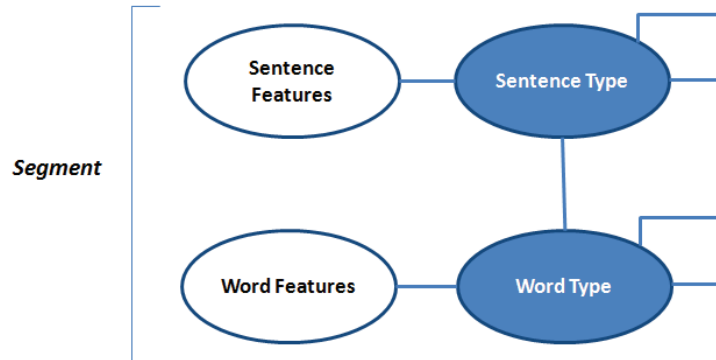 Sentence
Features
Sentence Type
Segment
Word Features
Word Type